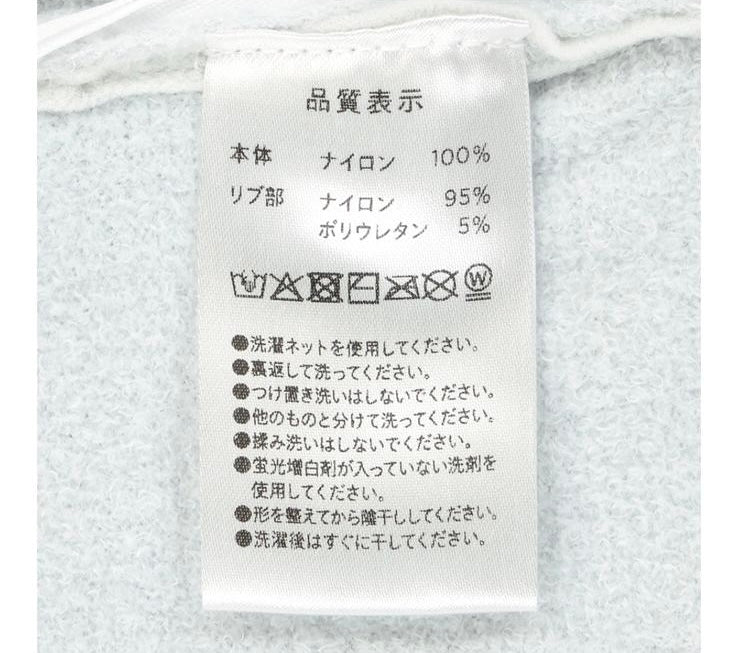 品質表示
本体 ナイロン 100%
リブ部 ナイロン 95%
ポリウレタン 5%
W
●洗濯ネットを使用してください。
●裏返して洗ってください。
●つけ置き洗いはしないでください。
●他のものと分けて洗ってください。
●揉み洗いはしないでください。
●蛍光増白剤が入っていない洗剤を
使用してください。
●形を整えてから陰干ししてください。
●洗濯後はすぐに干してください。